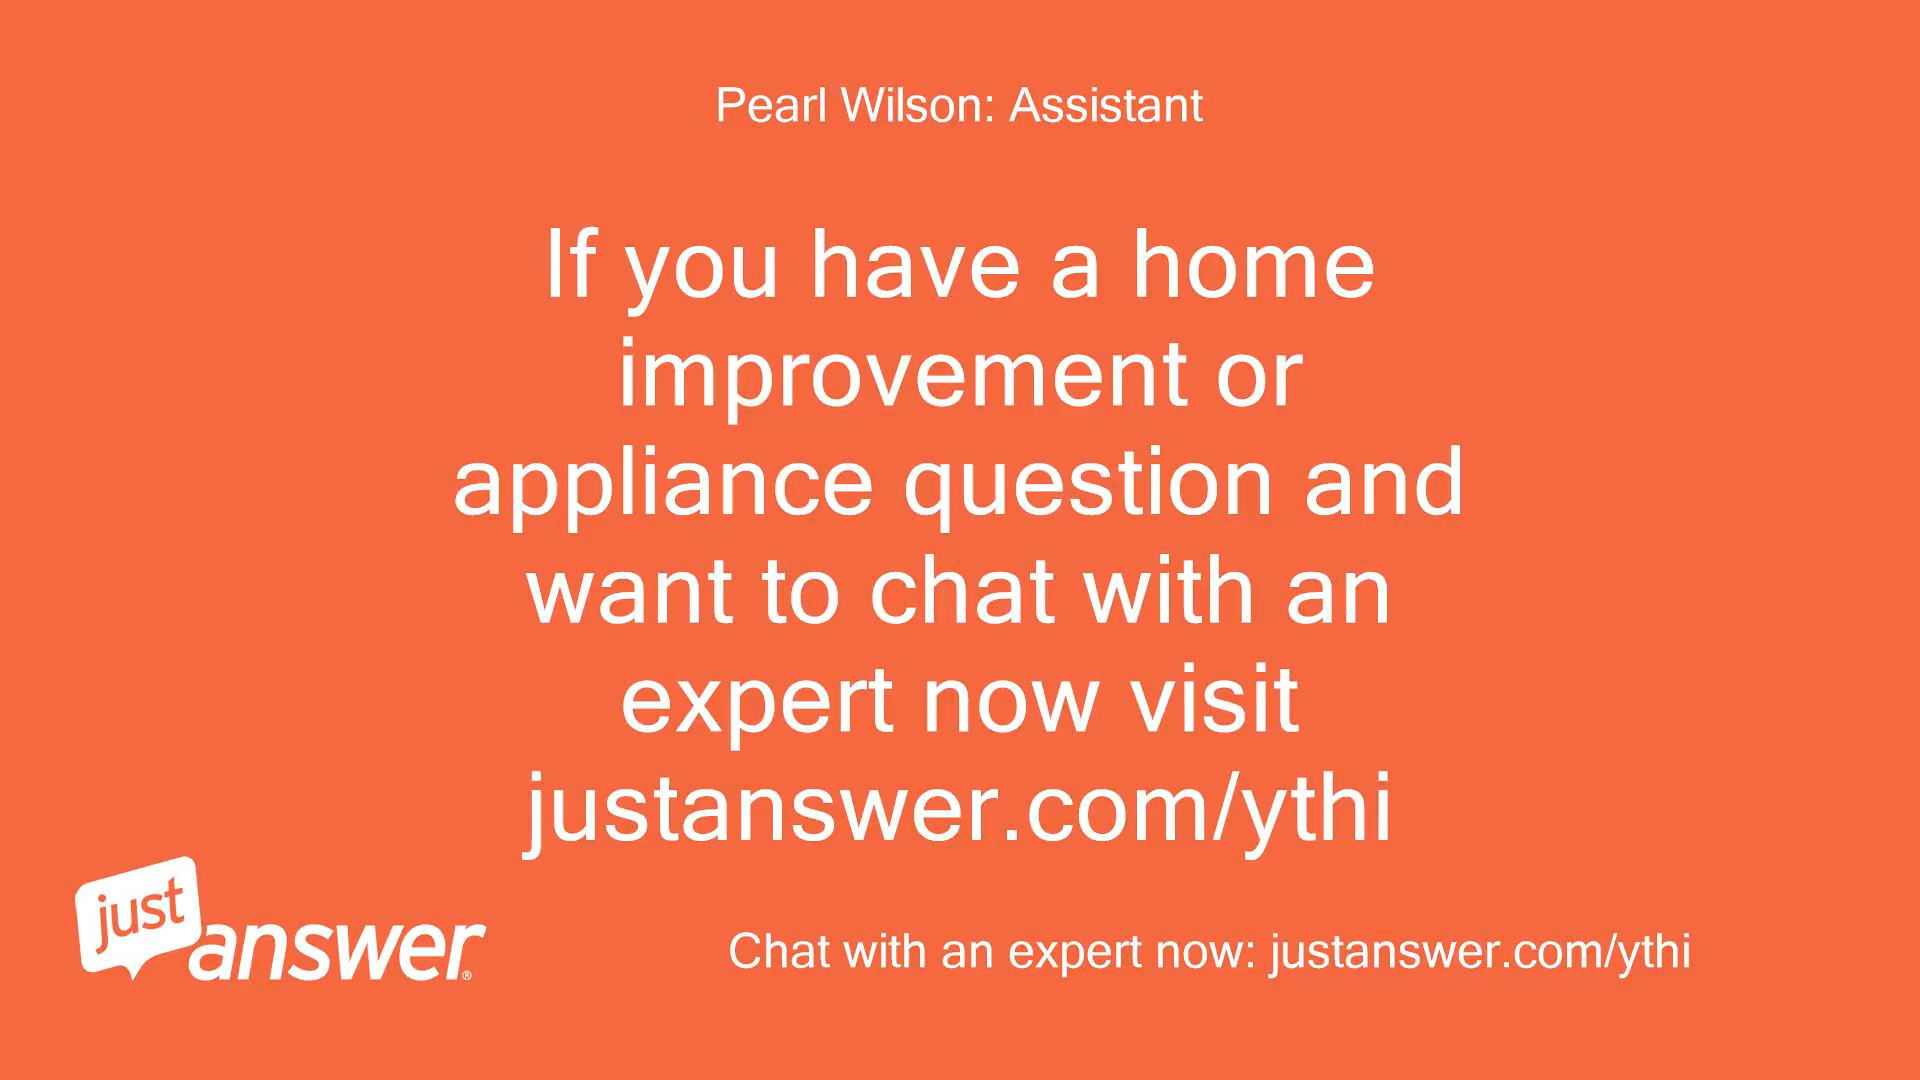 Pearl Wilson: Assistant
If you have a home
improvement or
appliance question and
want to chat with an
expert now visit
justanswer.com/ythi
just
answer®
Chat with an expert now: justanswer.com/ythi